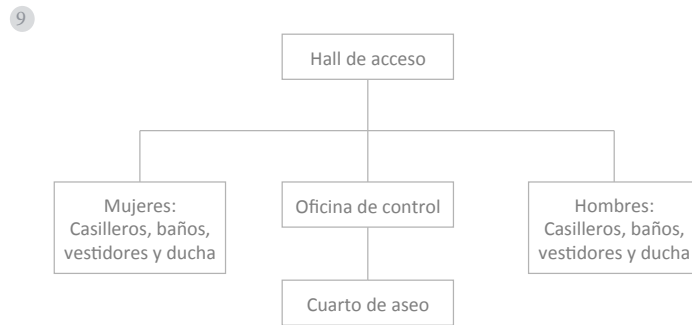 9
Hall de acceso
Mujeres:
Casilleros, baños,
vestidores y ducha
Oficina de control
Hombres:
Casilleros, baños,
vestidores y ducha
Cuarto de aseo